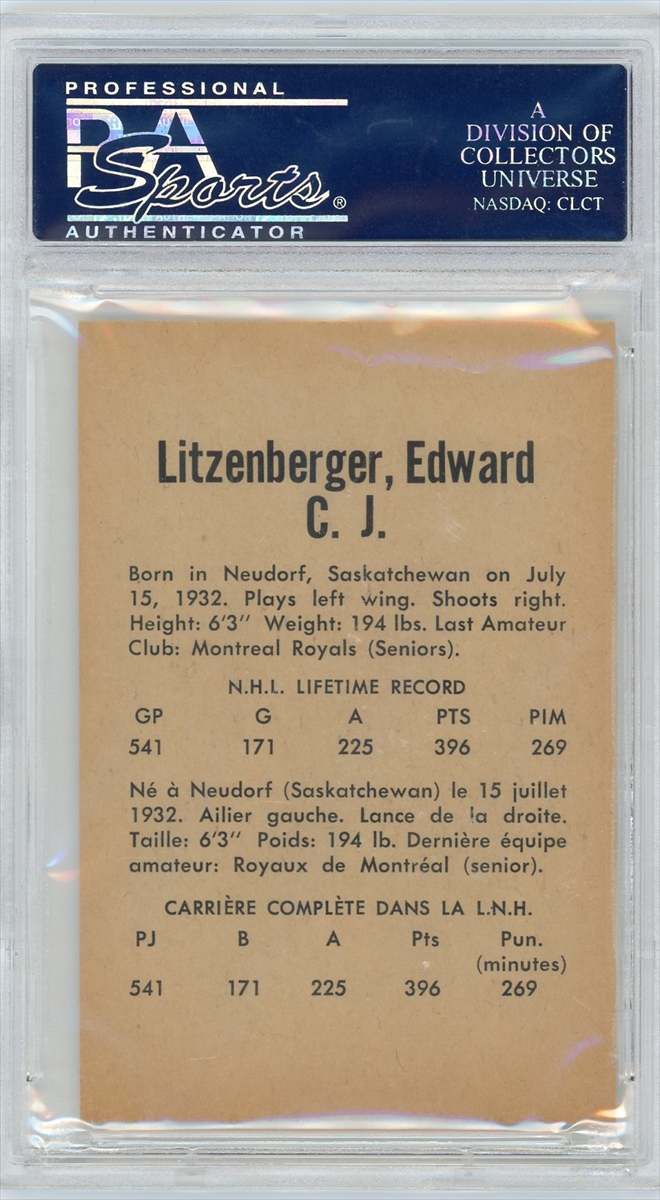 PROFESSIONAL
PSA
Sports®
AUTHENTICATOR
A
DIVISION OF
COLLECTORS
UNIVERSE
NASDAQ: CLCT
Litzenberger, Edward
C. J.
Born in Neudorf, Saskatchewan on July
15, 1932. Plays left wing. Shoots right.
Height: 6'3" Weight: 194 lbs. Last Amateur
Club: Montreal Royals (Seniors).
N.H.L. LIFETIME RECORD
GP G A PTS PIM
541 171 225 396 269
Né à Neudorf (Saskatchewan) le 15 juillet
1932. Ailier gauche. Lance de la droite.
Taille: 6'3" Poids: 194 lb. Dernière équipe
amateur: Royaux de Montréal (senior).
CARRIÈRE COMPLÈTE DANS LA L.N.H.
PJ B A Pts Pun.
(minutes)
541 171 225 396 269